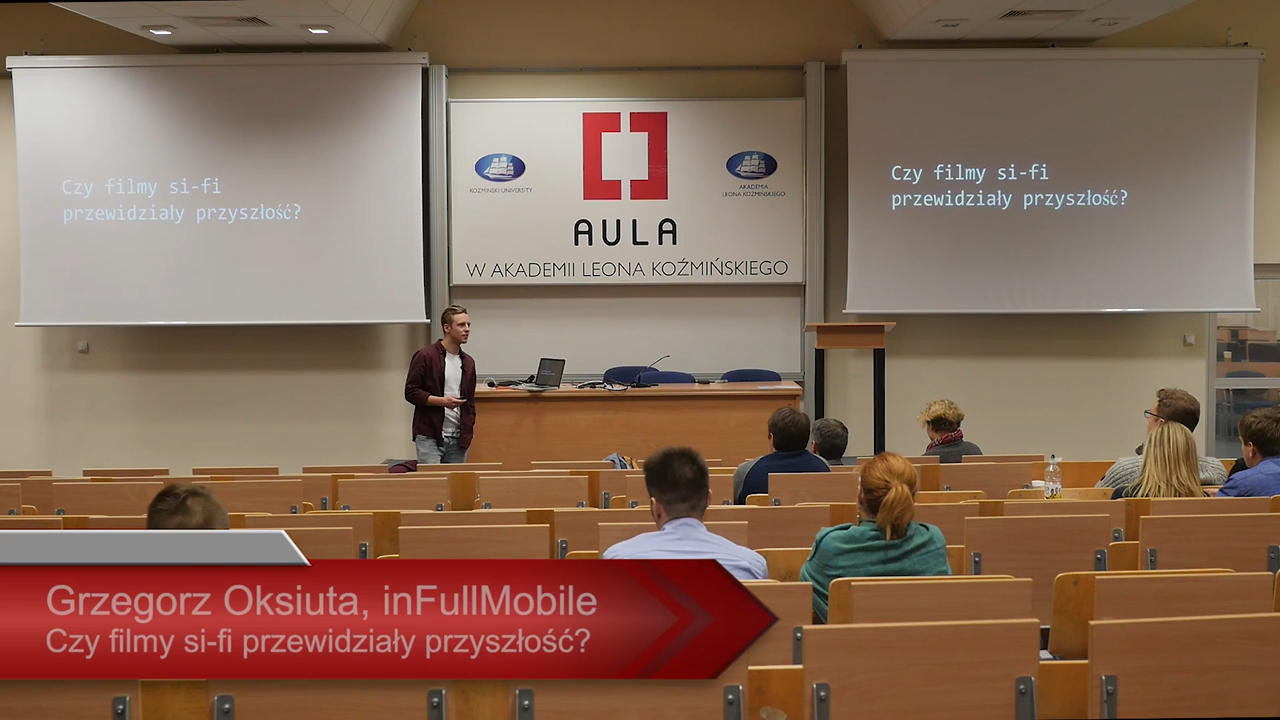 Czy filmy si-fi
przewidziały przyszłość?
KOZMINSKI UNIVERSITY
AKADEMIA
LEONA KOŹMIŃSKIEGO
AULA
W AKADEMII LEONA KOŹMIŃSKIEGO
Czy filmy si-fi
przewidziały przyszłość?
Grzegorz Oksiuta, inFullMobile
Czy filmy si-fi przewidziały przyszłość?